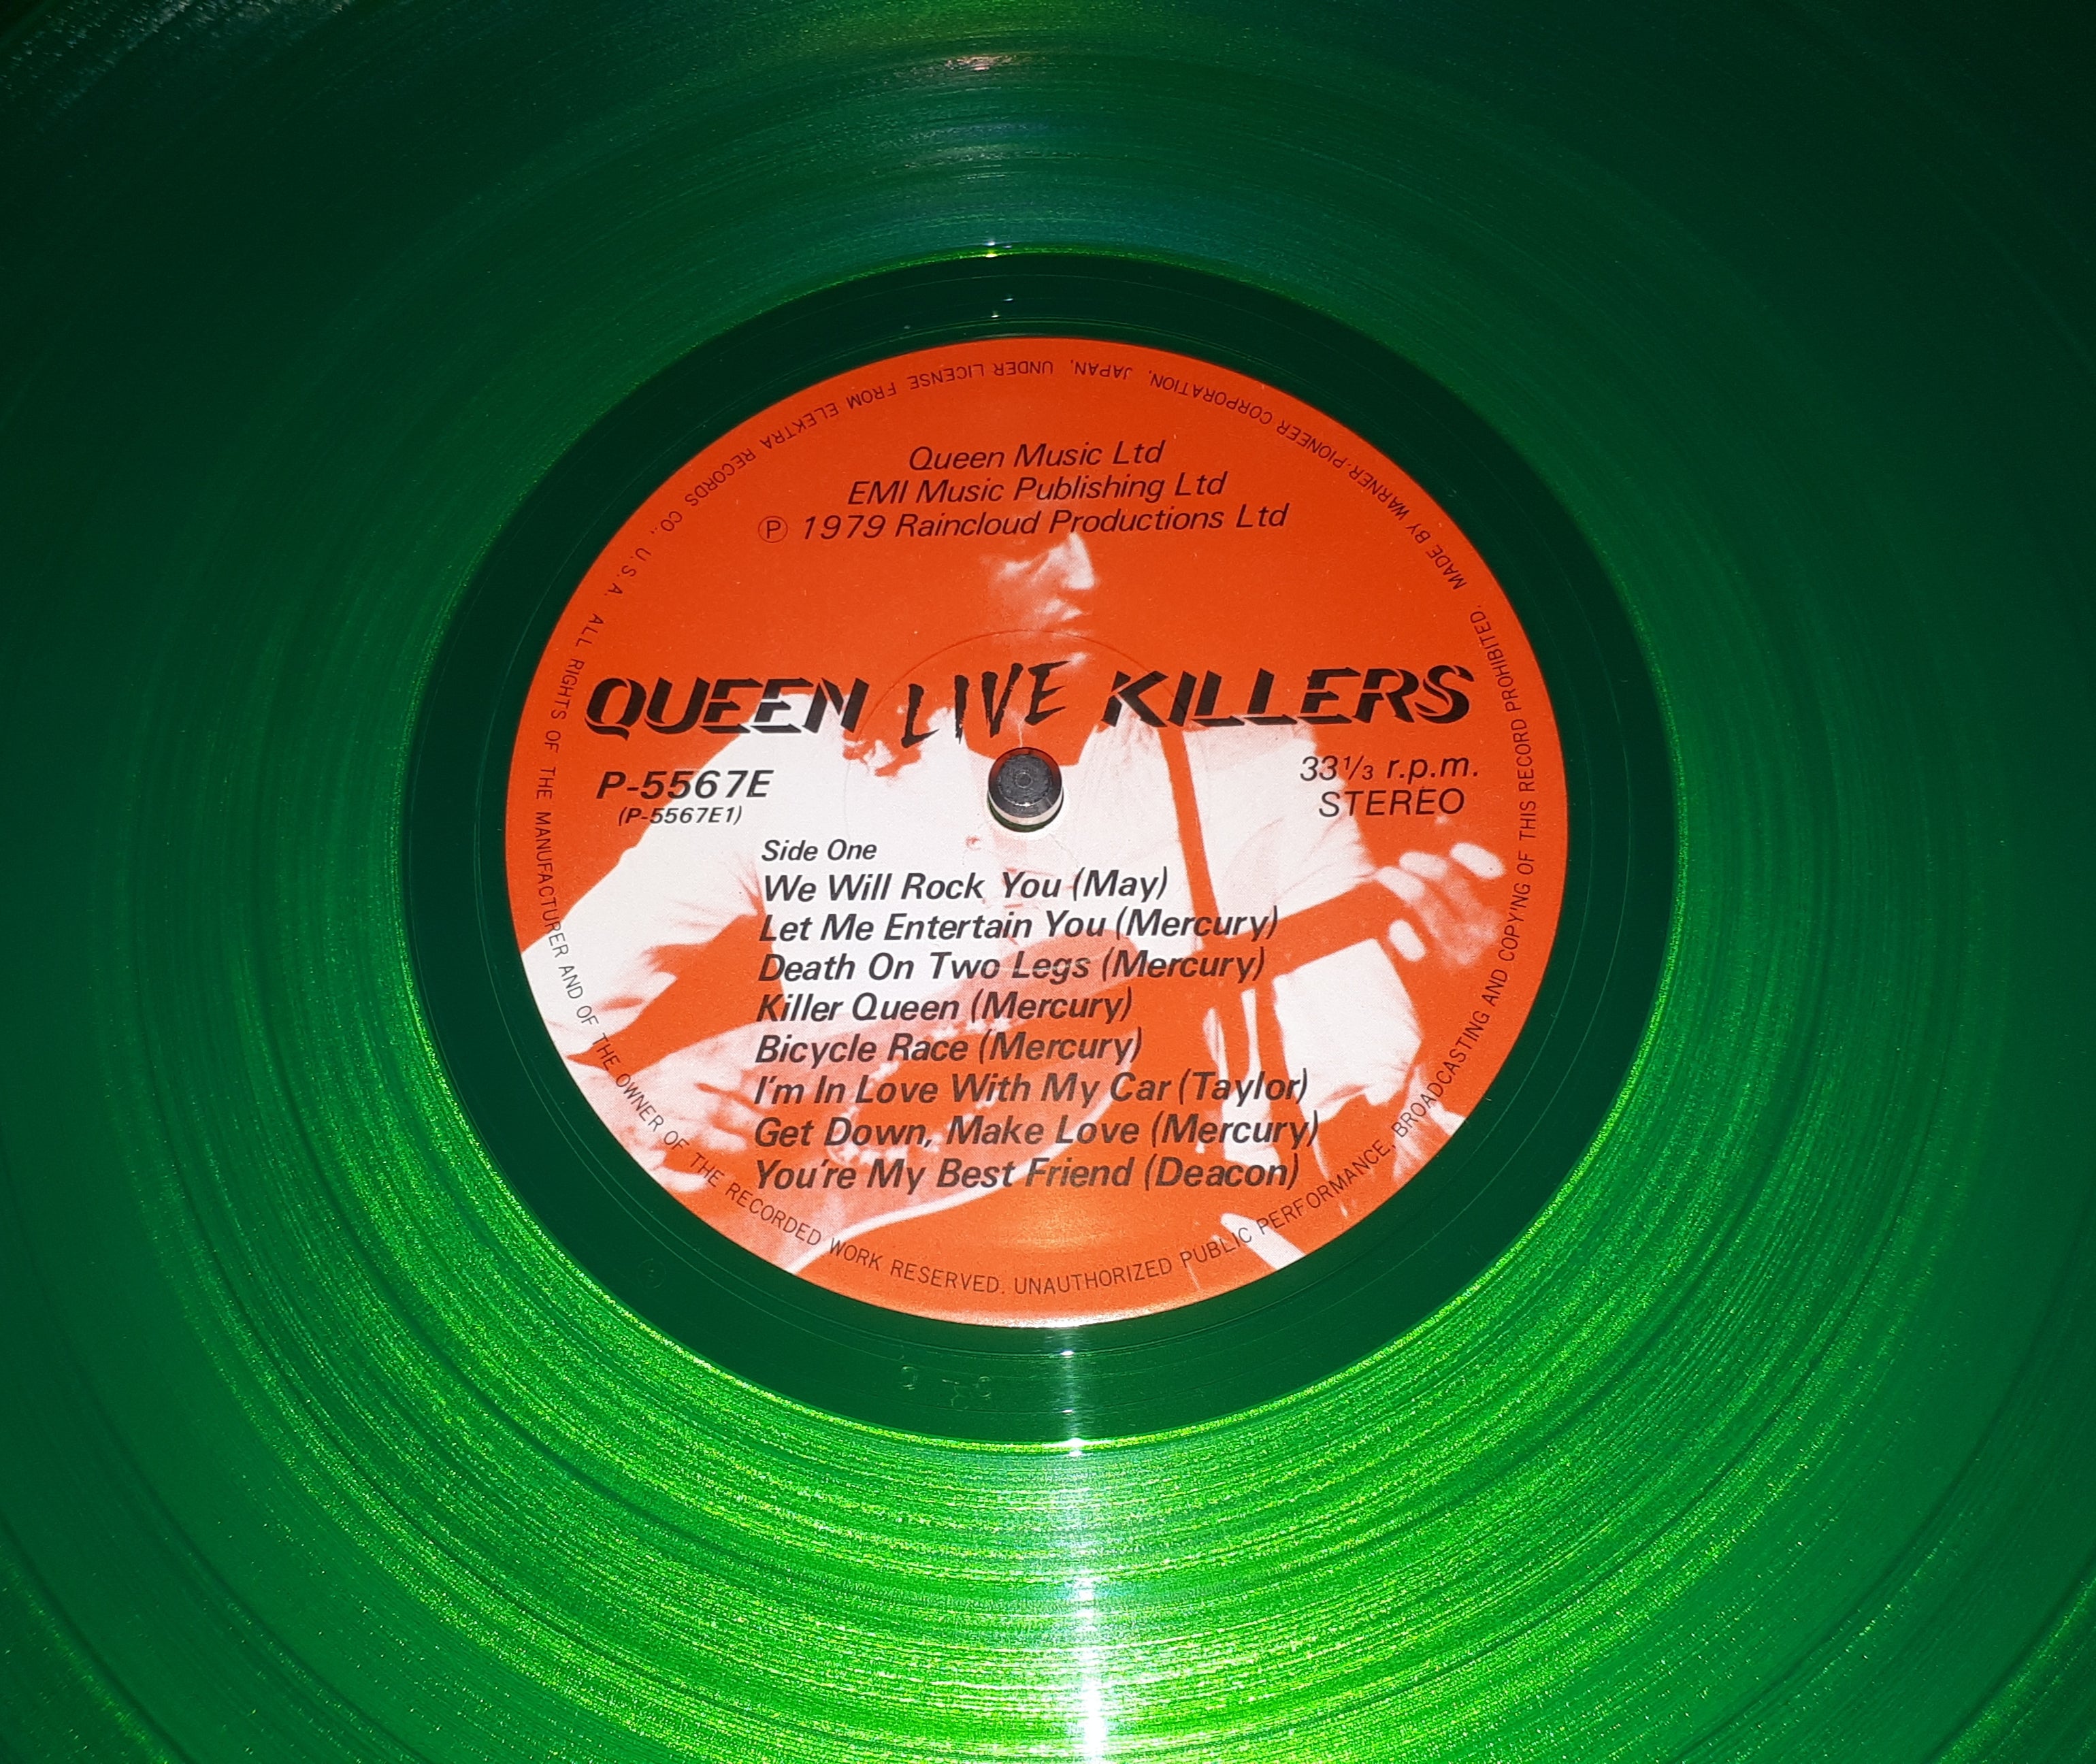 Queen Music Ltd
EMI Music Publishing Ltd
Ⓟ 1979 Raincloud Productions Ltd
QUEEN LIVE KILLERS
P-5567E
(P-5567E1)
33⅓ r.p.m.
STEREO
Side One
We Will Rock You (May)
Let Me Entertain You (Mercury)
Death On Two Legs (Mercury)
Killer Queen (Mercury)
Bicycle Race (Mercury)
I'm In Love With My Car (Taylor)
Get Down, Make Love (Mercury)
You're My Best Friend (Deacon)
MADE BY WARNER-PIONEER CORPORATION, JAPAN, UNDER LICENSE FROM ELEKTRA RECORDS CO., U.S.A. ALL RIGHTS OF THE MANUFACTURER AND OF THE OWNER OF THE RECORDED WORK RESERVED. UNAUTHORIZED PUBLIC PERFORMANCE, BROADCASTING AND COPYING OF THIS RECORD PROHIBITED.